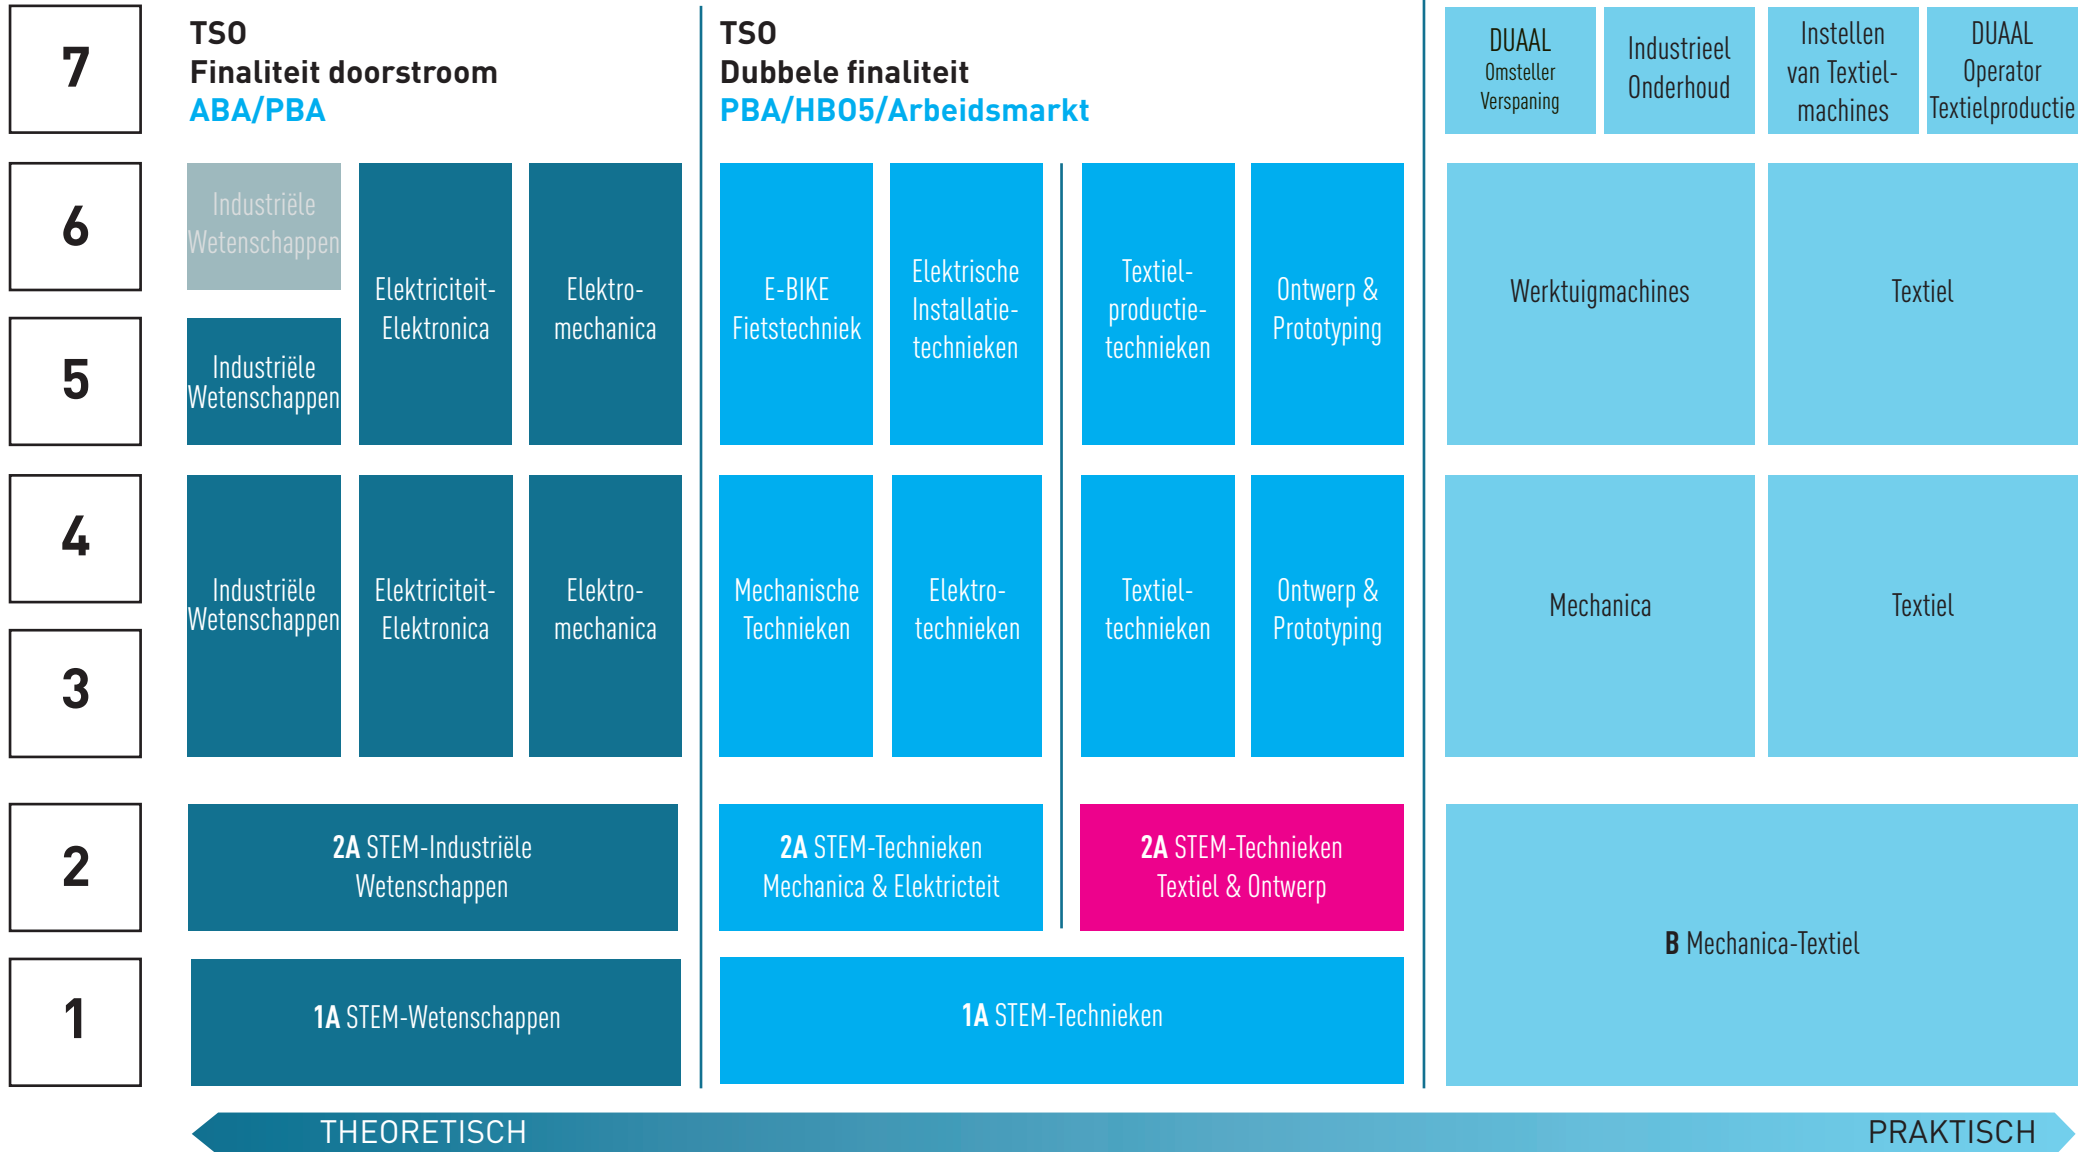 7
TSO
Finaliteit doorstroom
ABA/PBA
TSO
Dubbele finaliteit
PBA/HBO5/Arbeidsmarkt
DUAAL
Omsteller
Verspaning
Industrieel
Onderhoud
Instellen
van Textiel-
machines
DUAAL
Operator
Textielproductie
6
Industriële
Wetenschappen
5
Industriële
Wetenschappen
Elektriciteit-
Elektronica
Elektro-
mechanica
E-BIKE
Fietstechniek
Elektrische
Installatie-
technieken
Textiel-
productie-
technieken
Ontwerp &
Prototyping
Werktuigmachines
Textiel
4
3
Industriële
Wetenschappen
Elektriciteit-
Elektronica
Elektro-
mechanica
Mechanische
Technieken
Elektro-
technieken
Textiel-
technieken
Ontwerp &
Prototyping
Mechanica
Textiel
2
2A STEM-Industriële
Wetenschappen
2A STEM-Technieken
Mechanica & Elektricteit
2A STEM-Technieken
Textiel & Ontwerp
B Mechanica-Textiel
1
1A STEM-Wetenschappen
1A STEM-Technieken
THEORETISCH
PRAKTISCH